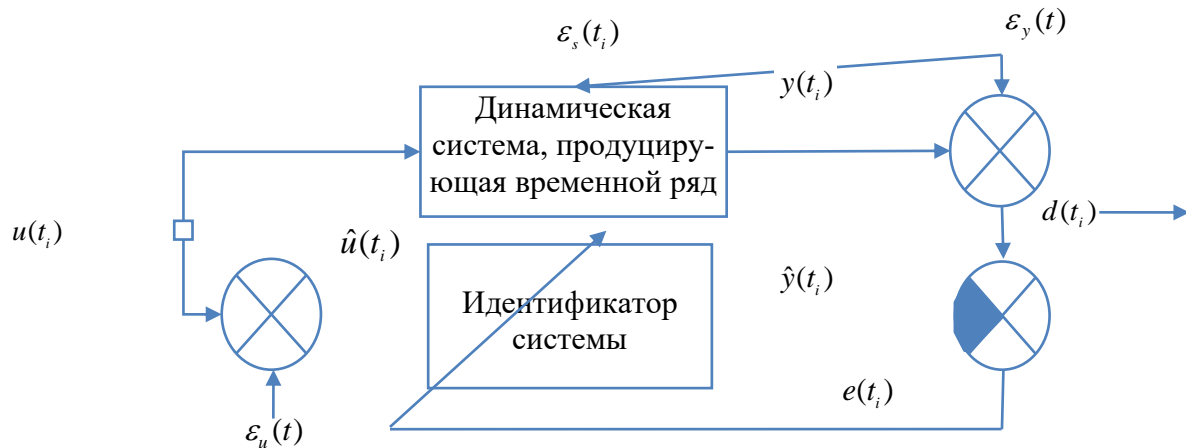 ε_s(t_i)
ε_y(t)
y(t_i)
Динамическая
система, продуциру-
ющая временной ряд
u(t_i)
û(t_i)
d(t_i)
ŷ(t_i)
Идентификатор
системы
e(t_i)
ε_u(t)